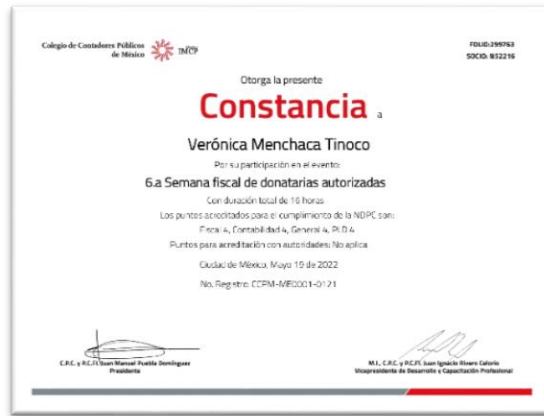 Colegio de Contadores Públicos
de México
IMCP
FOLIO:299763
SOCIO: N52216
Otorga la presente
Constancia a
Verónica Menchaca Tinoco
Por su participación en el evento:
6.a Semana fiscal de donatarias autorizadas
Con duración total de 16 horas
Los puntos acreditados para el cumplimiento de la NDPC son:
Fiscal 4, Contabilidad 4, General 4, PLD 4
Puntos para acreditación con autoridades: No aplica
Ciudad de México, Mayo 19 de 2022
No. Registro: CCPM-ME0001-0121
C.P.C. y P.C.FI. Juan Manuel Puebla Domínguez
Presidente
M.I., C.P.C. y P.C.FI. Juan Ignacio Rivero Celorio
Vicepresidente de Desarrollo y Capacitación Profesional